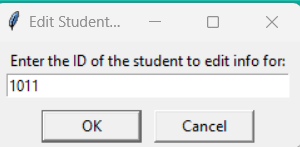 Edit Student...
Enter the ID of the student to edit info for:
1011
OK Cancel